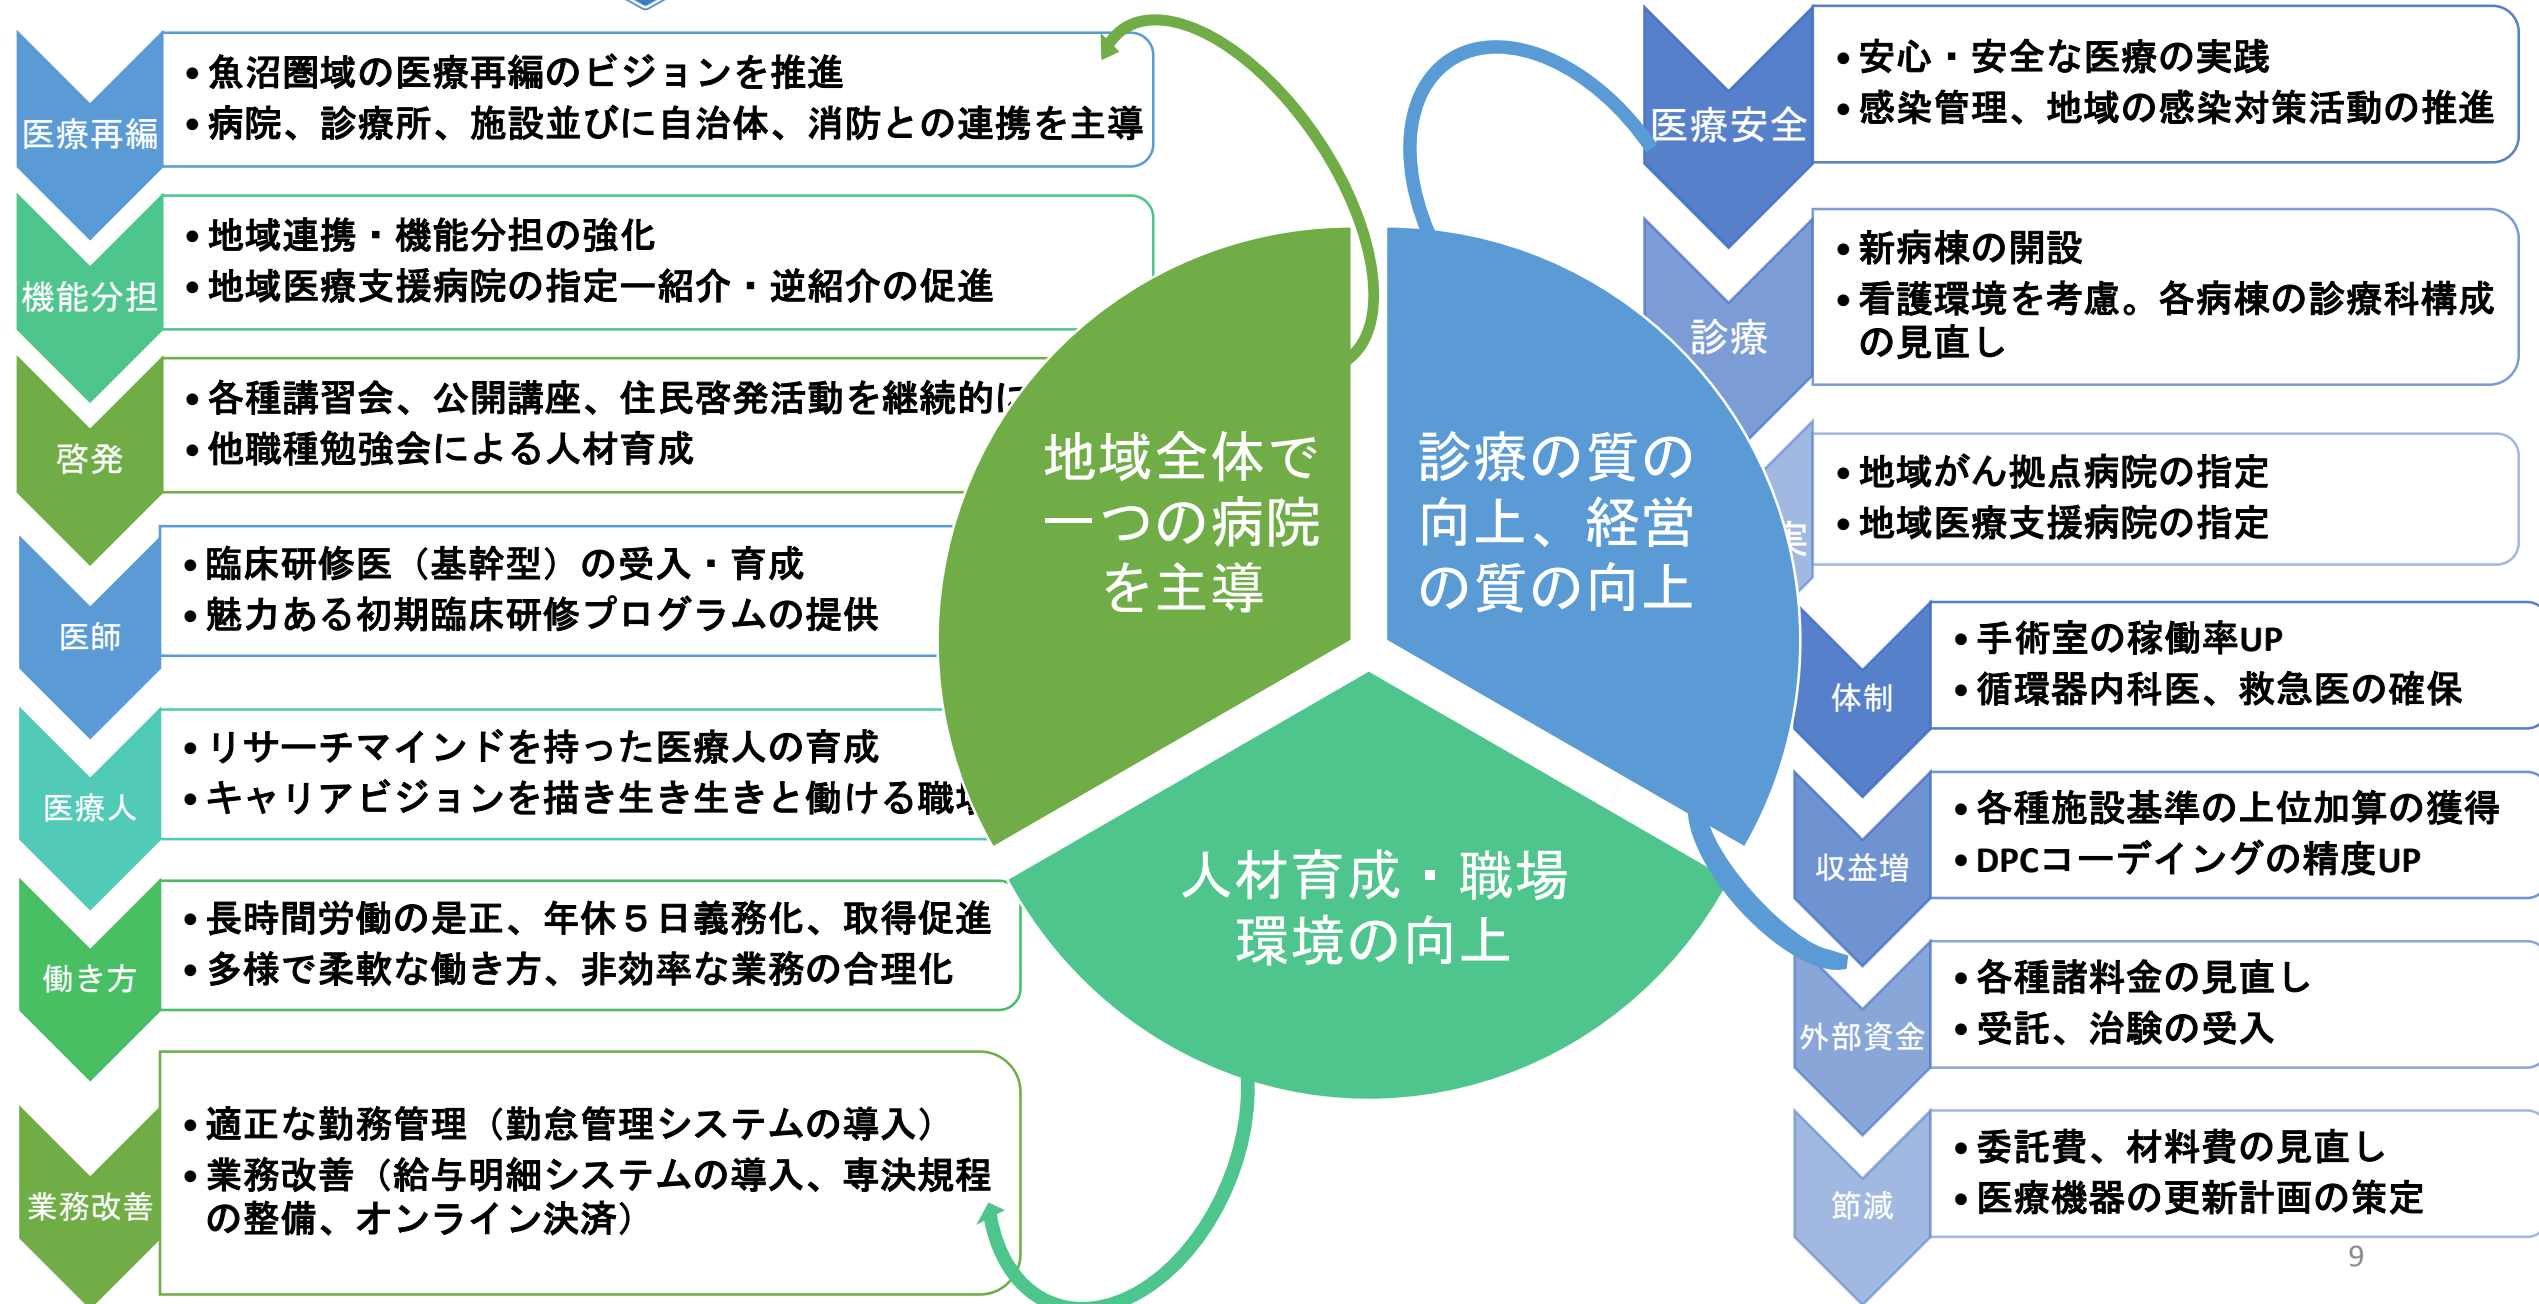 医療再編
•魚沼圏域の医療再編のビジョンを推進
•病院、診療所、施設並びに自治体、消防との連携を主導
機能分担
•地域連携・機能分担の強化
•地域医療支援病院の指定ー紹介・逆紹介の促進
啓発
•各種講習会、公開講座、住民啓発活動を継続的に
•他職種勉強会による人材育成
医師
•臨床研修医（基幹型）の受入・育成
•魅力ある初期臨床研修プログラムの提供
医療人
•リサーチマインドを持った医療人の育成
•キャリアビジョンを描き生き生きと働ける職場
働き方
•長時間労働の是正、年休５日義務化、取得促進
•多様で柔軟な働き方、非効率な業務の合理化
業務改善
•適正な勤務管理（勤怠管理システムの導入）
•業務改善（給与明細システムの導入、専決規程
の整備、オンライン決済）
地域全体で
一つの病院
を主導
診療の質の
向上、経営
の質の向上
人材育成・職場
環境の向上
医療安全
•安心・安全な医療の実践
•感染管理、地域の感染対策活動の推進
診療
•新病棟の開設
•看護環境を考慮。各病棟の診療科構成
の見直し
実
•地域がん拠点病院の指定
•地域医療支援病院の指定
体制
•手術室の稼働率UP
•循環器内科医、救急医の確保
収益増
•各種施設基準の上位加算の獲得
•DPCコーデイングの精度UP
外部資金
•各種諸料金の見直し
•受託、治験の受入
節減
•委託費、材料費の見直し
•医療機器の更新計画の策定
9